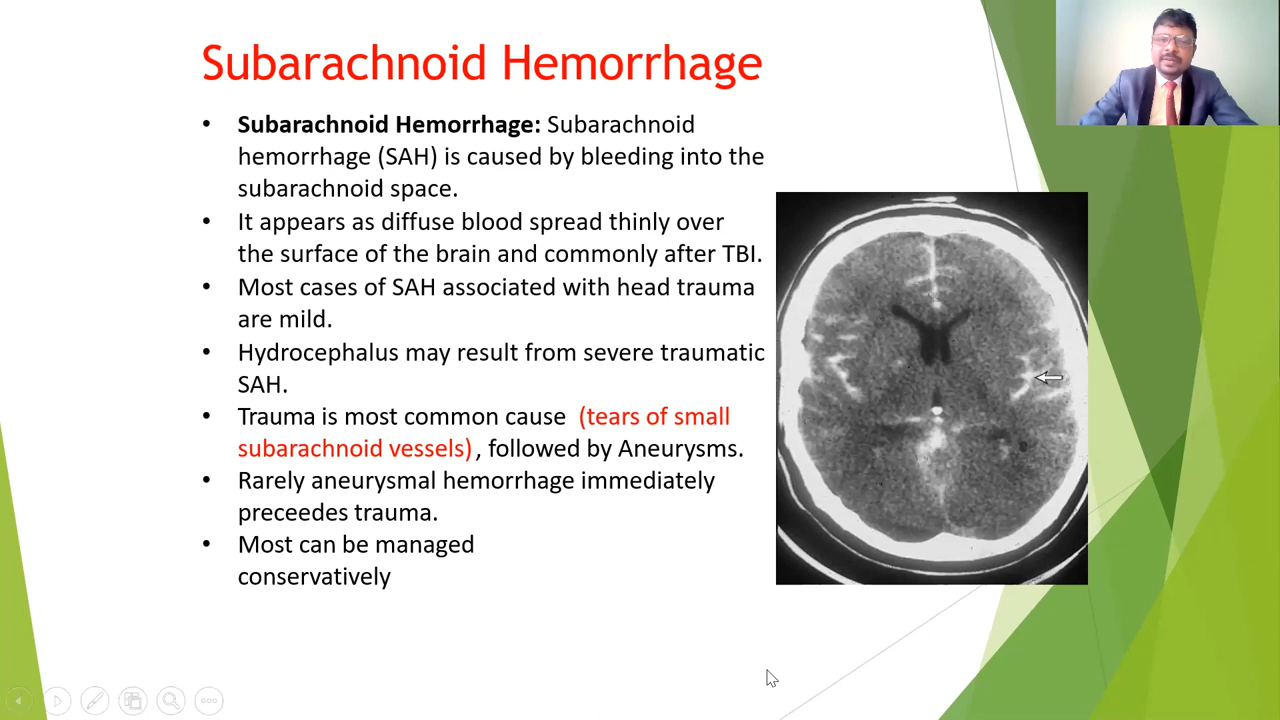 Subarachnoid Hemorrhage
• Subarachnoid Hemorrhage: Subarachnoid
hemorrhage (SAH) is caused by bleeding into the
subarachnoid space.
• It appears as diffuse blood spread thinly over
the surface of the brain and commonly after TBI.
• Most cases of SAH associated with head trauma
are mild.
• Hydrocephalus may result from severe traumatic
SAH.
• Trauma is most common cause (tears of small
subarachnoid vessels) , followed by Aneurysms.
• Rarely aneurysmal hemorrhage immediately
preceedes trauma.
• Most can be managed
conservatively